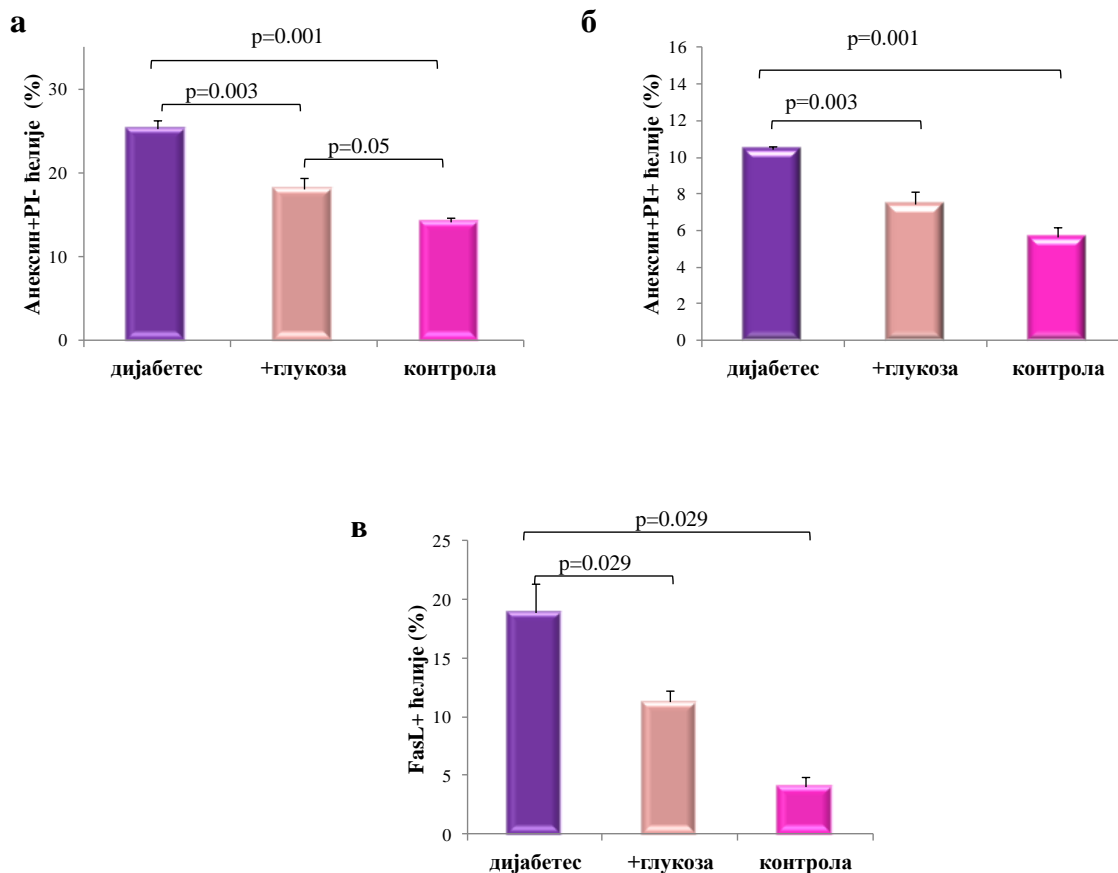 а
p=0.001
p=0.003
p=0.05
Анексин+PI- ћелије (%)
30
20
10
0
дијабетес
+глукоза
контрола
б
p=0.001
p=0.003
Анексин+PI+ ћелије (%)
16
14
12
10
8
6
4
2
0
дијабетес
+глукоза
контрола
в
p=0.029
p=0.029
FasL+ ћелије (%)
25
20
15
10
5
0
дијабетес
+глукоза
контрола